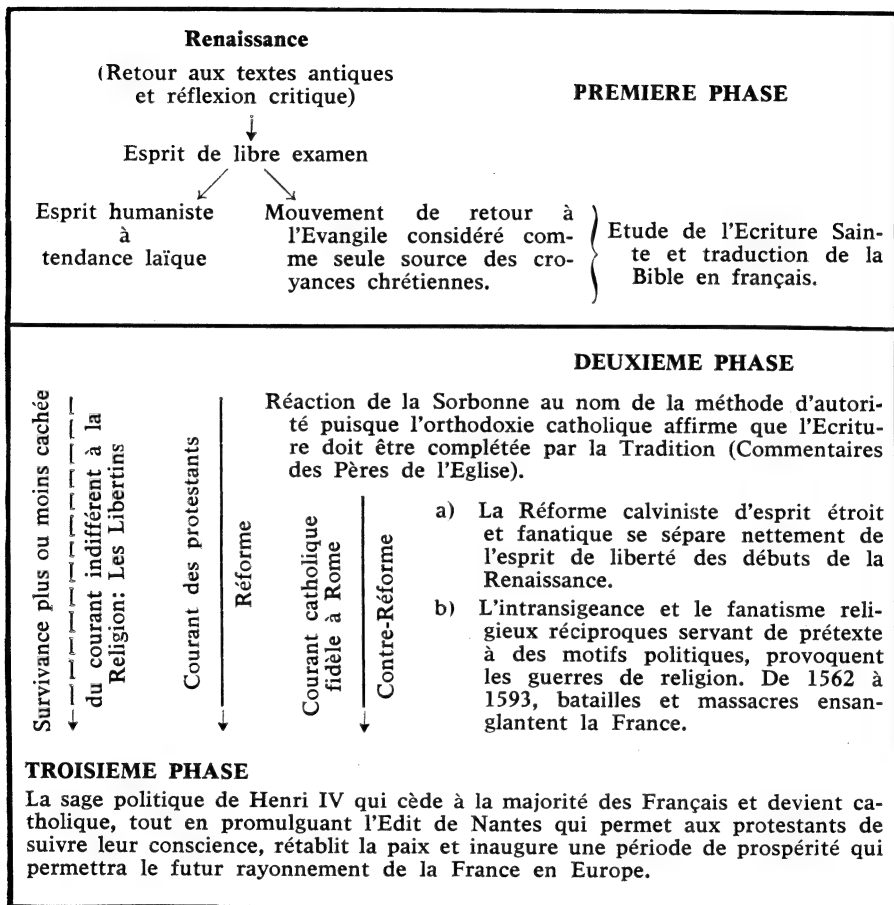 Renaissance
(Retour aux textes antiques
et réflexion critique)
PREMIERE PHASE
Esprit de libre examen
Esprit humaniste
à
tendance laïque
Mouvement de retour à
l'Evangile considéré com-
me seule source des cro-
yances chrétiennes.
Etude de l'Ecriture Sain-
te et traduction de la
Bible en français.
DEUXIEME PHASE
Réaction de la Sorbonne au nom de la méthode d'autori-
té puisque l'orthodoxie catholique affirme que l'Ecritu-
re doit être complétée par la Tradition (Commentaires
des Pères de l'Eglise).
Survivance plus ou moins cachée
du courant indifférent à la
Religion: Les Libertins
Courant des protestants
Réforme
Courant catholique
fidèle à Rome
Contre-Réforme
a) La Réforme calviniste d'esprit étroit
et fanatique se sépare nettement de
l'esprit de liberté des débuts de la
Renaissance.
b) L'intransigeance et le fanatisme reli-
gieux réciproques servant de prétexte
à des motifs politiques, provoquent
les guerres de religion. De 1562 à
1593, batailles et massacres ensan-
glantent la France.
TROISIEME PHASE
La sage politique de Henri IV qui cède à la majorité des Français et devient ca-
tholique, tout en promulguant l'Edit de Nantes qui permet aux protestants de
suivre leur conscience, rétablit la paix et inaugure une période de prospérité qui
permettra le futur rayonnement de la France en Europe.